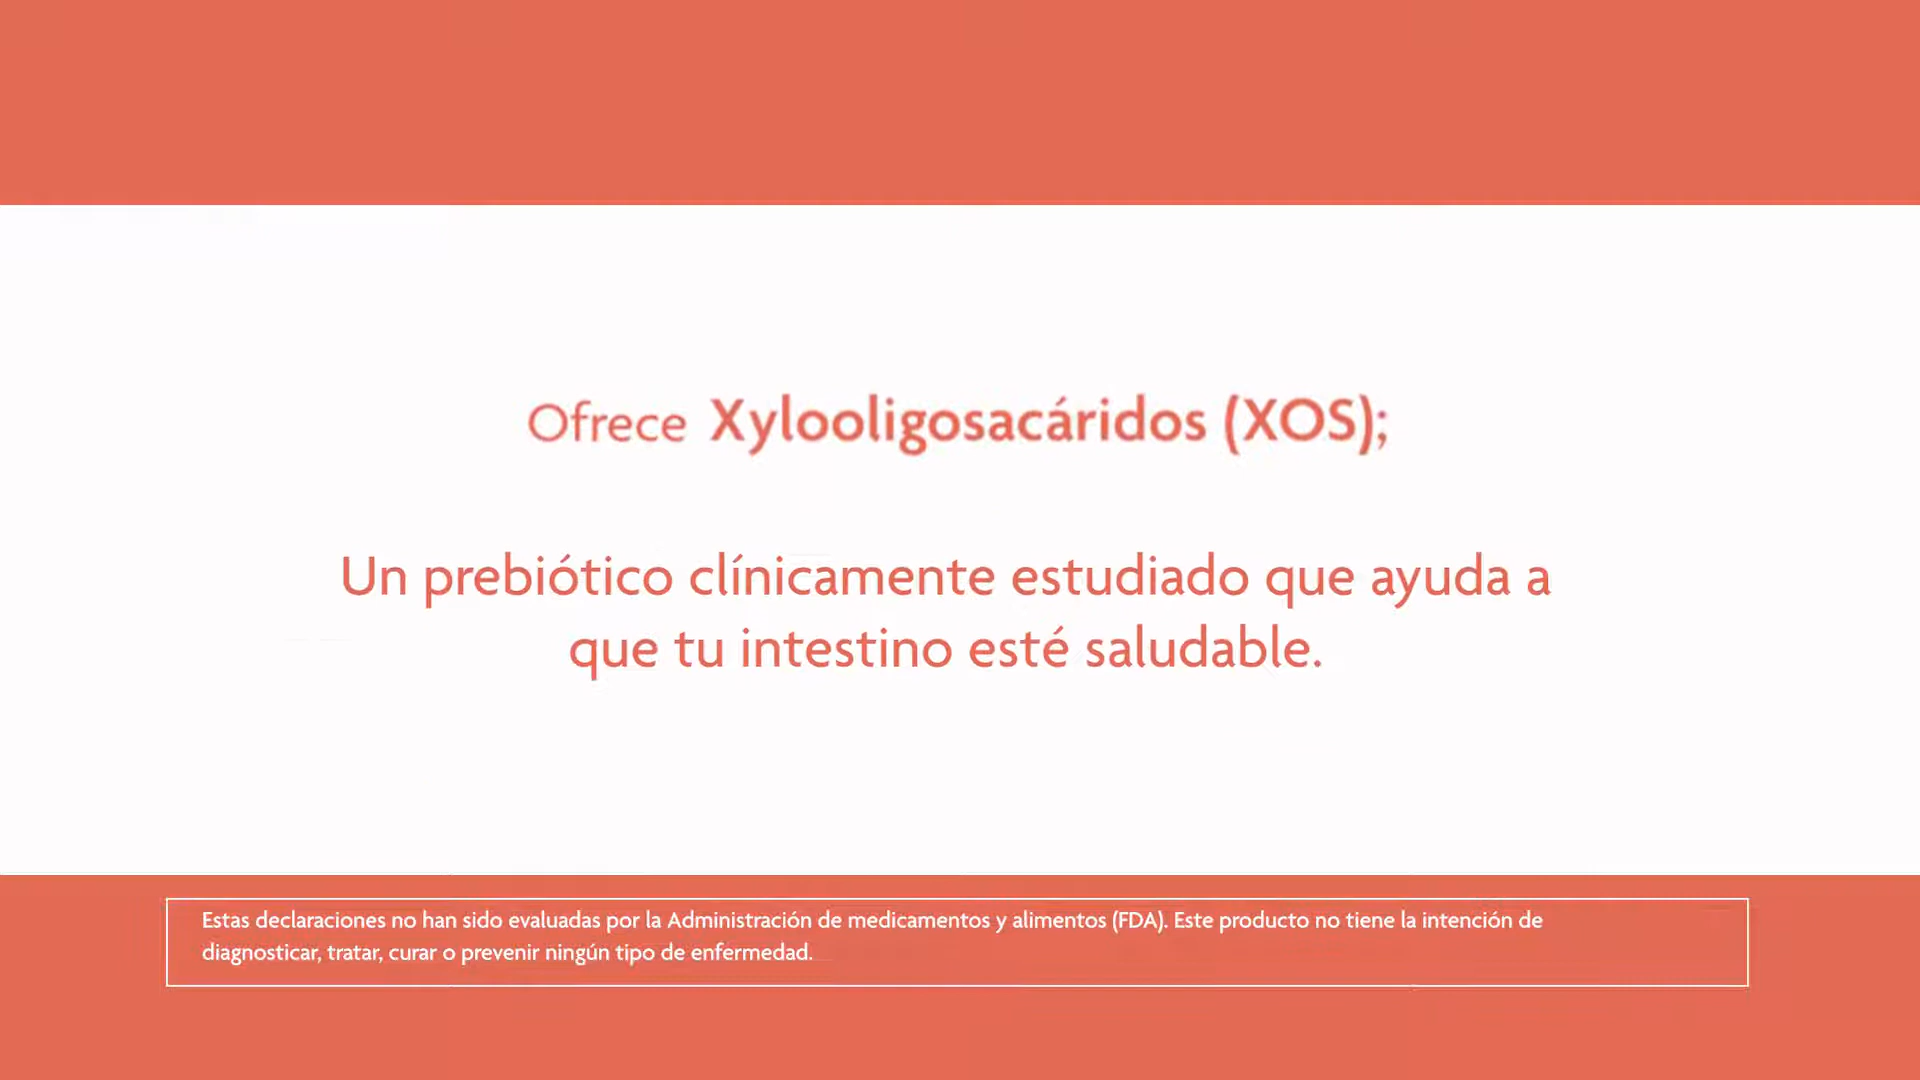 Ofrece Xylooligosacáridos (XOS);
Un prebiótico clínicamente estudiado que ayuda a
que tu intestino esté saludable.
Estas declaraciones no han sido evaluadas por la Administración de medicamentos y alimentos (FDA). Este producto no tiene la intención de
diagnosticar, tratar, curar o prevenir ningún tipo de enfermedad.